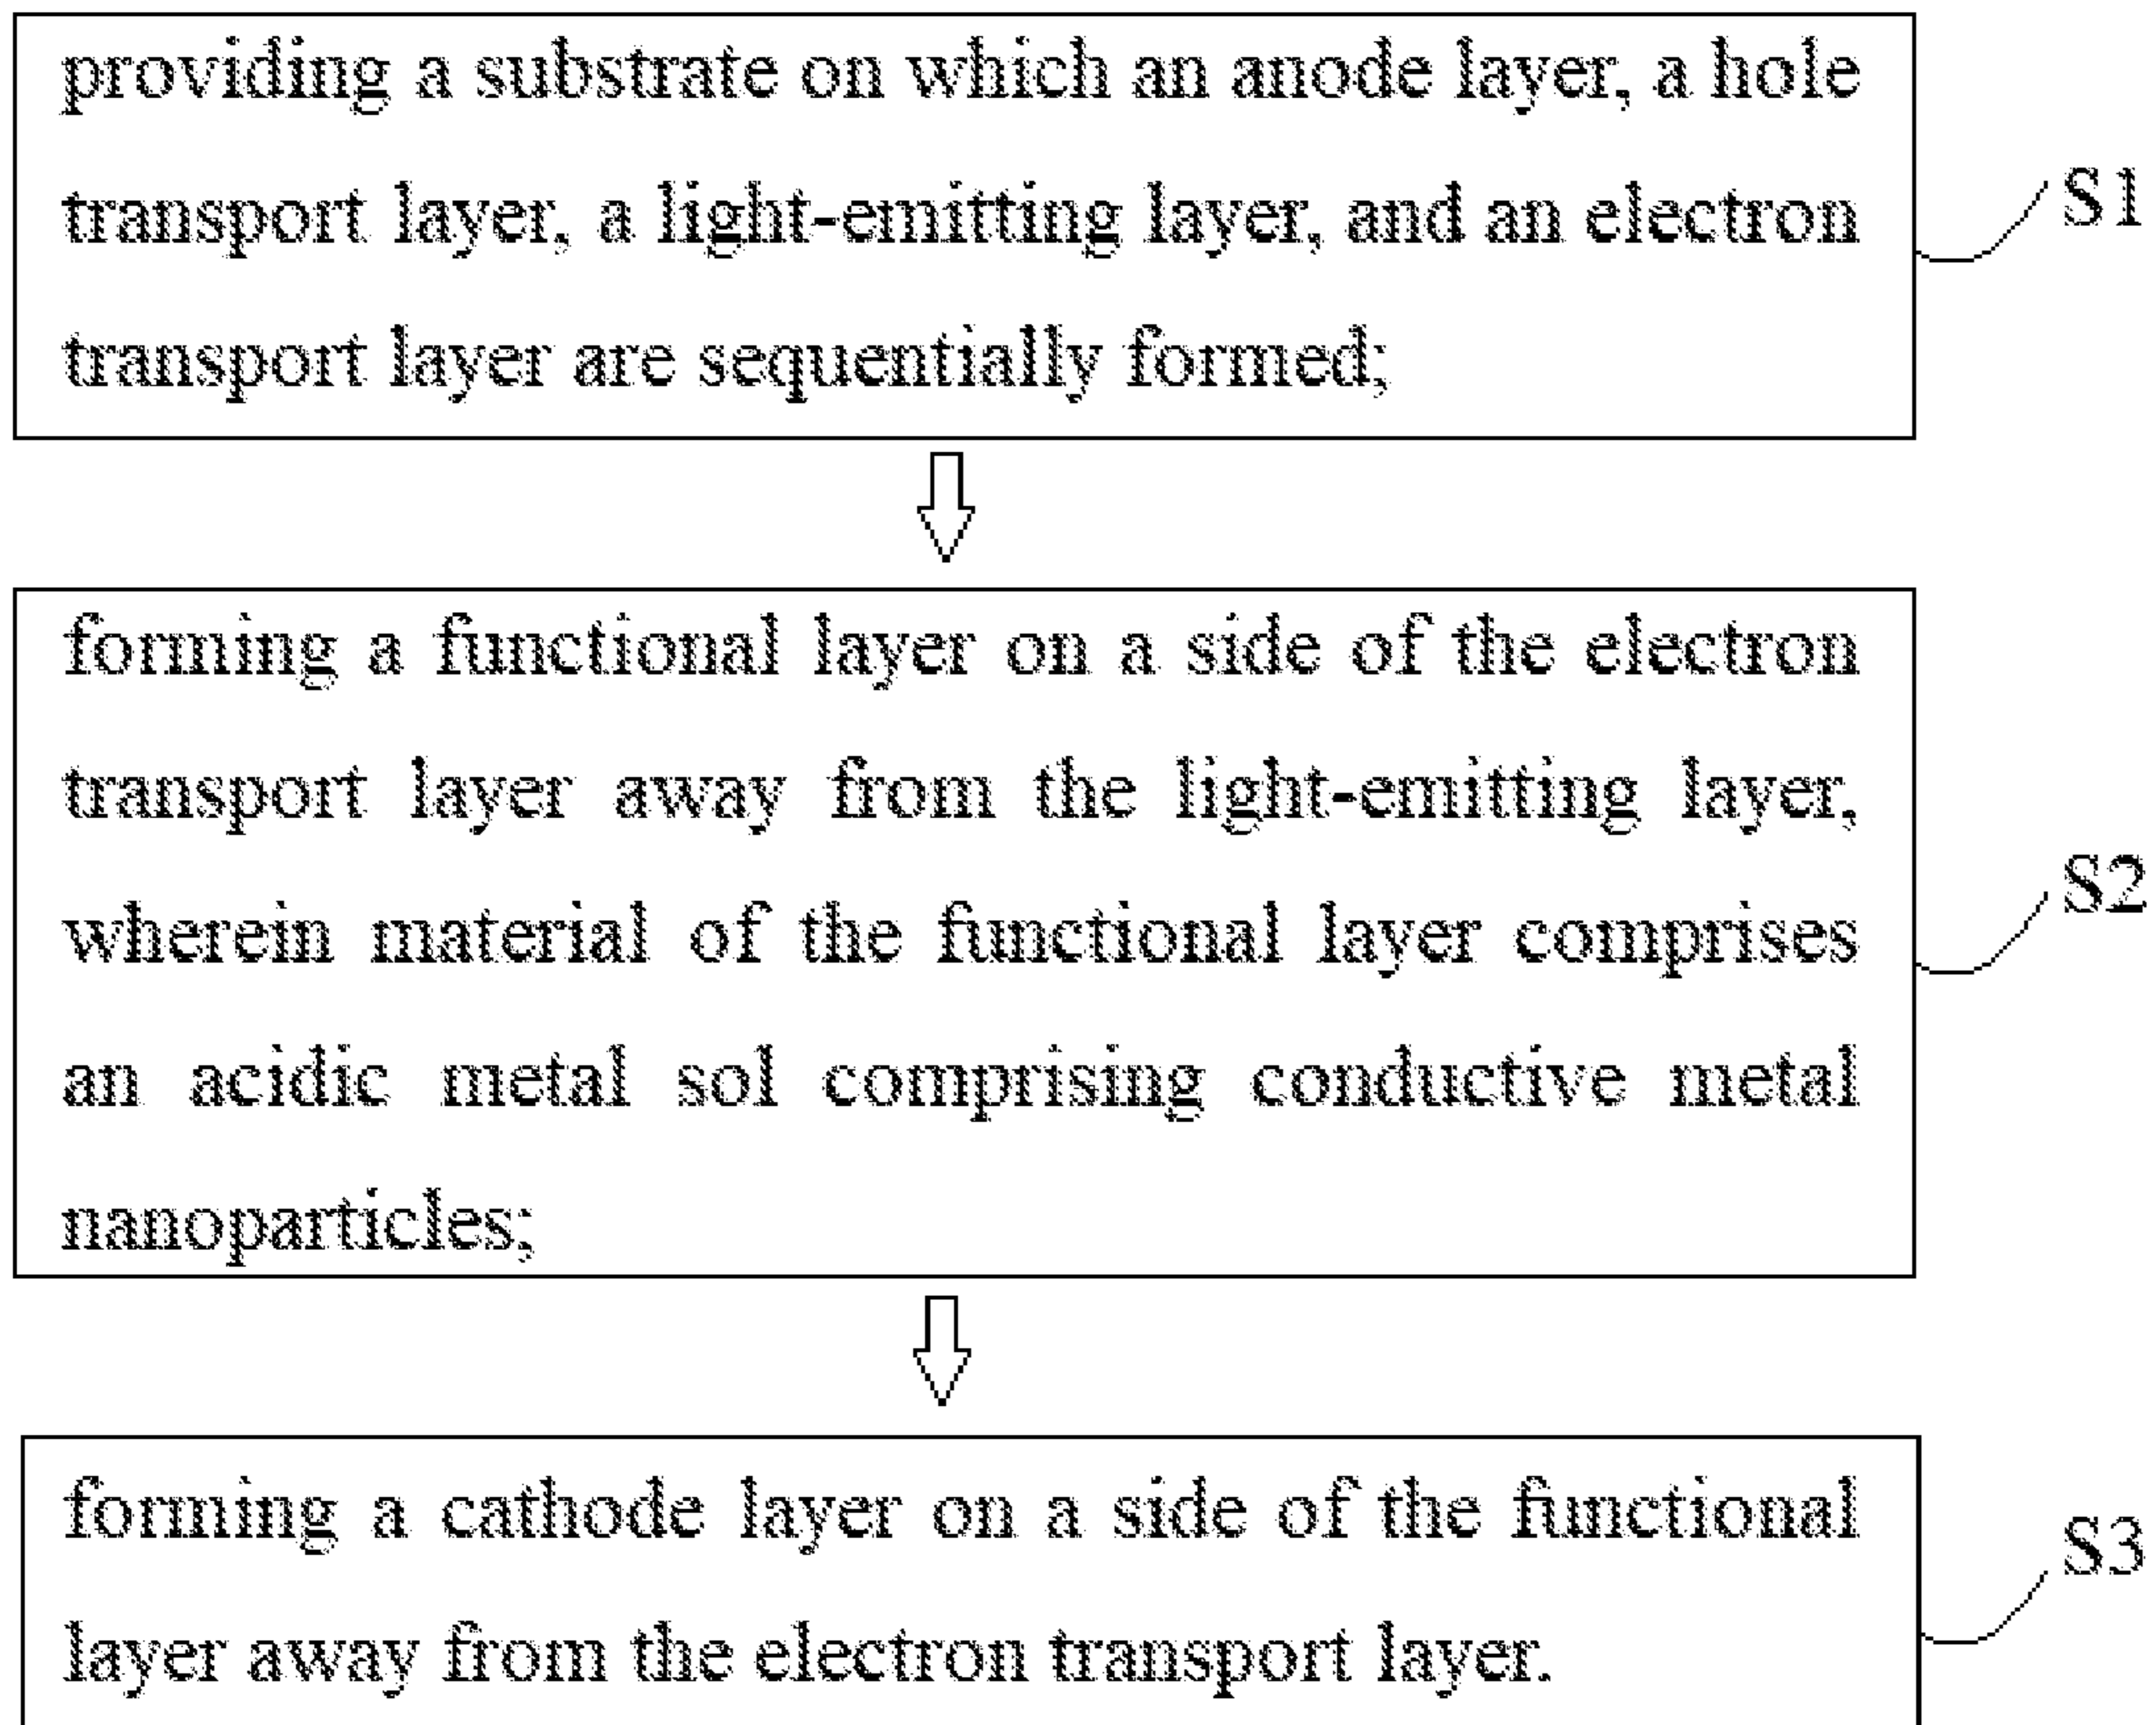 providing a substrate on which an anode layer, a hole
transport layer, a light-emitting layer, and an electron
transport layer are sequentially formed;
S1
forming a functional layer on a side of the electron
transport layer away from the light-emitting layer,
wherein material of the functional layer comprises
an acidic metal sol comprising conductive metal
nanoparticles;
S2
forming a cathode layer on a side of the functional
layer away from the electron transport layer.
S3